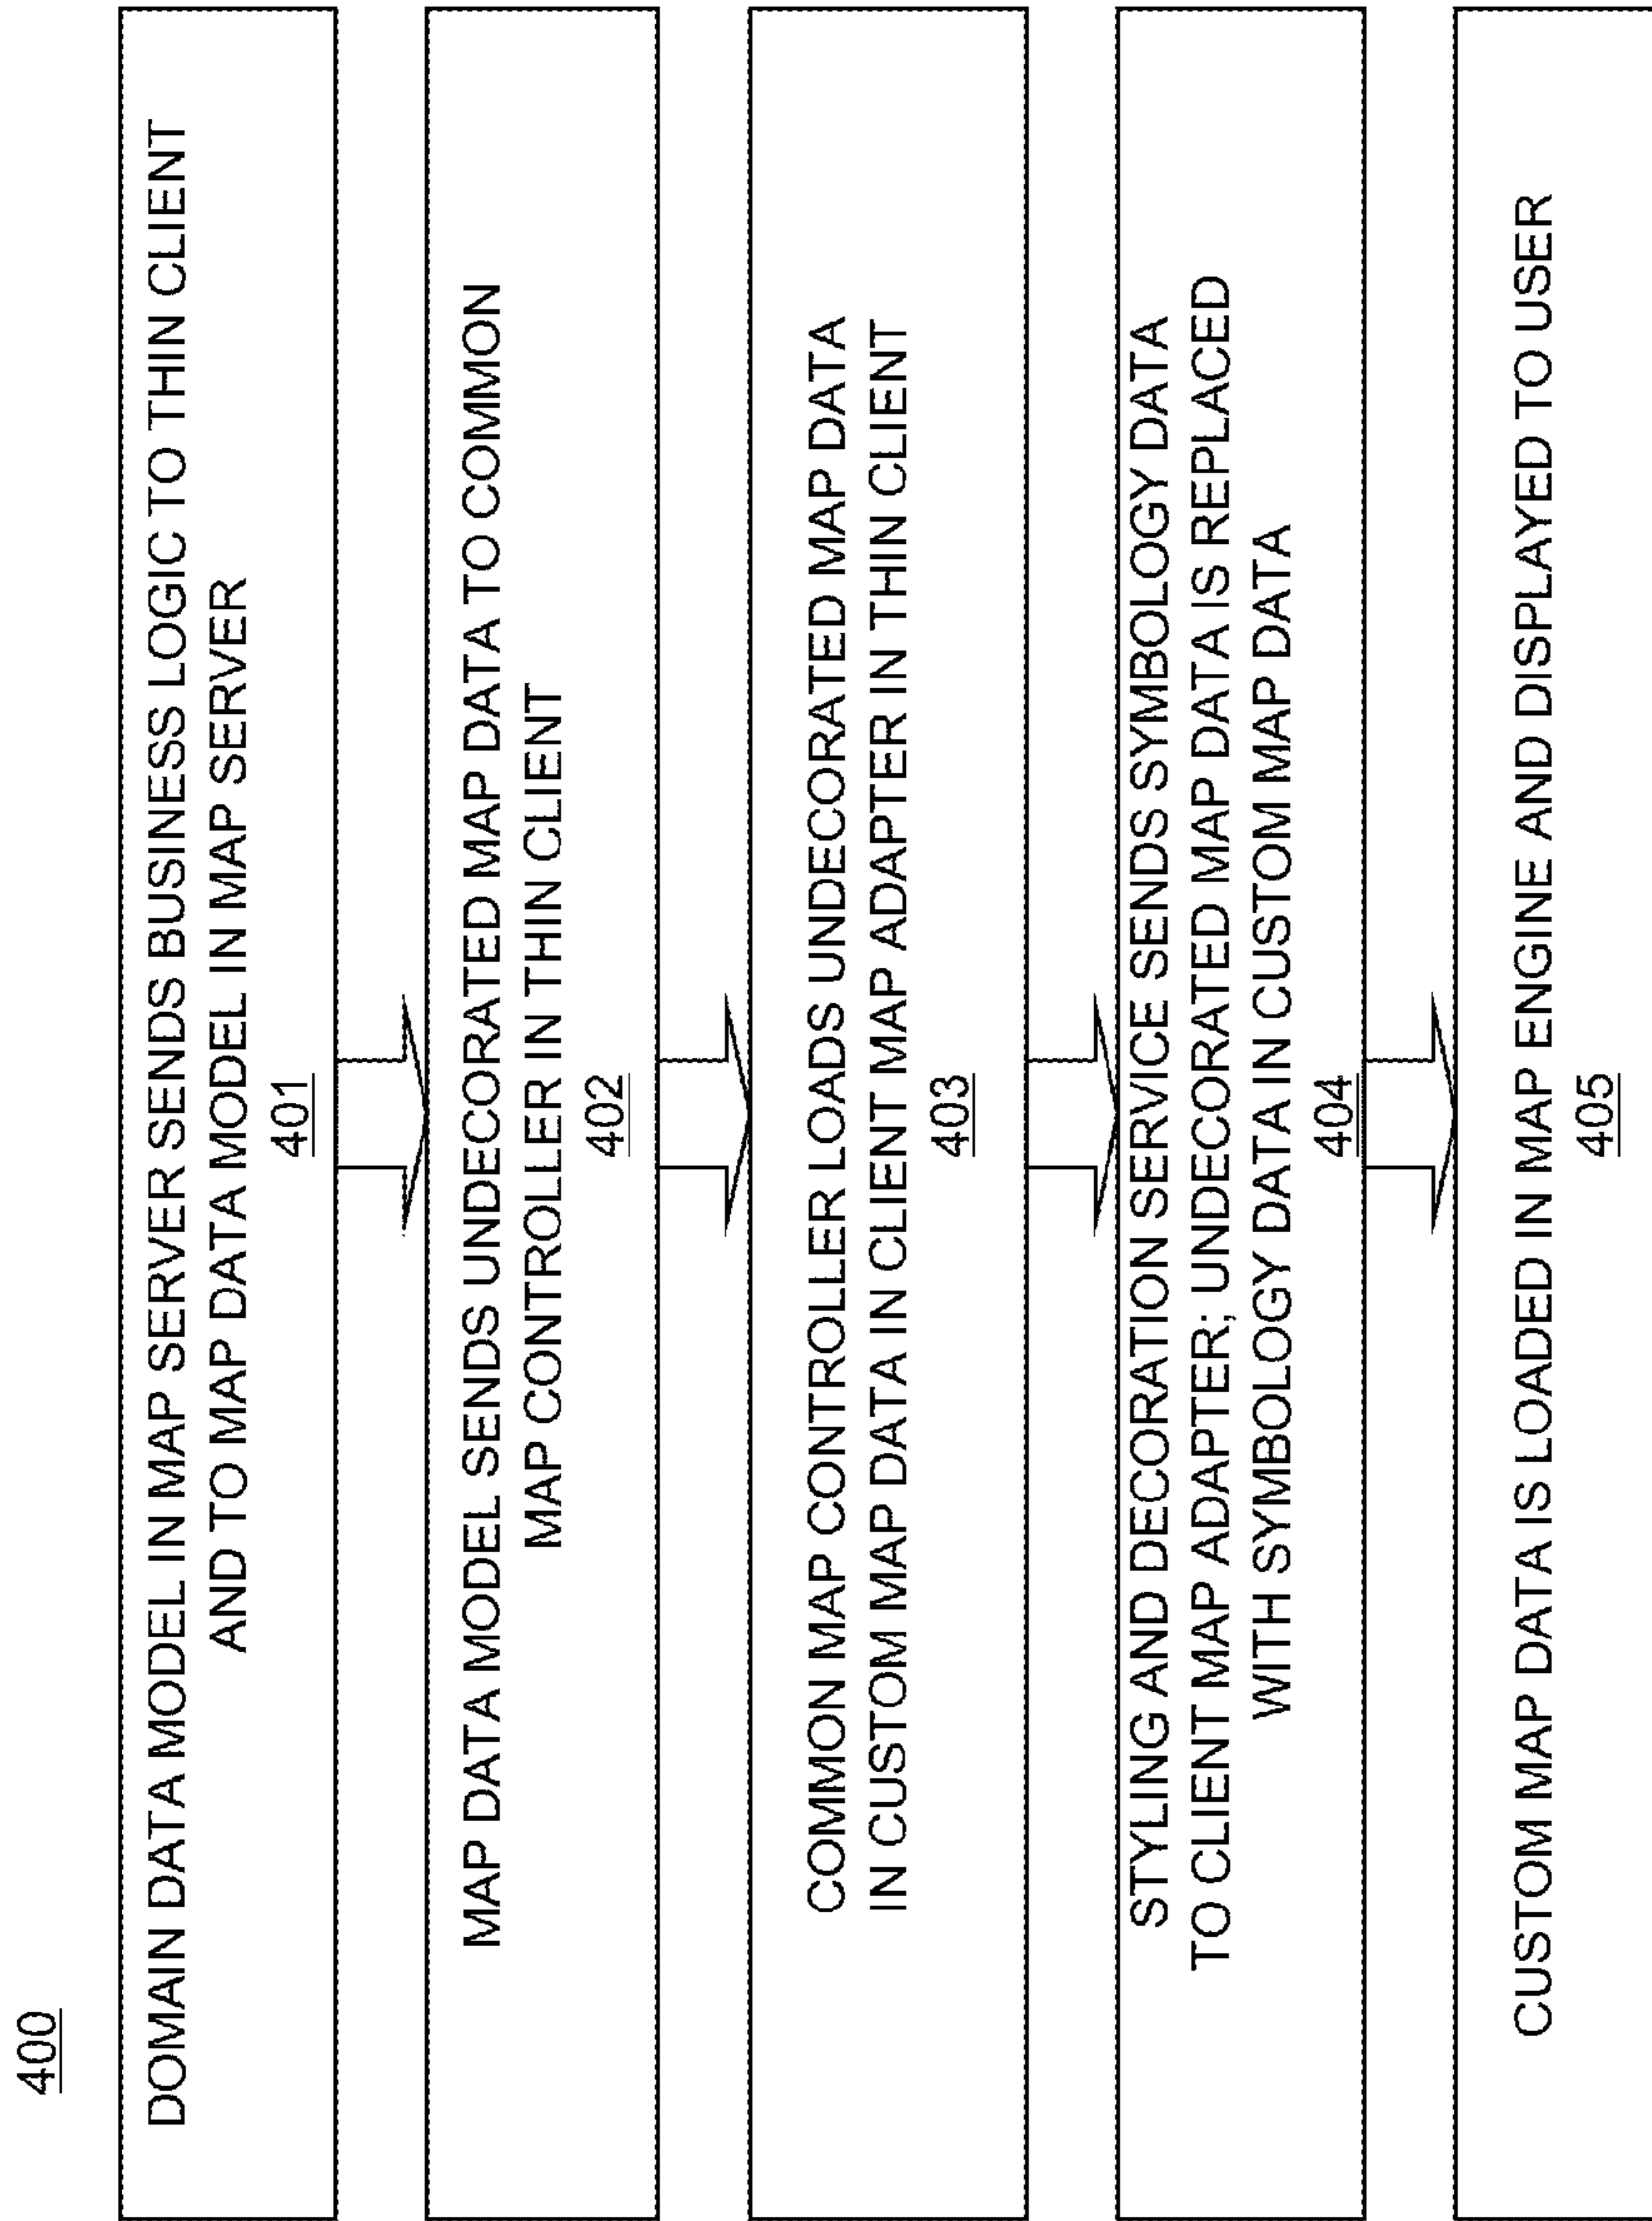 400
DOMAIN DATA MODEL IN MAP SERVER SENDS BUSINESS LOGIC TO THIN CLIENT
AND TO MAP DATA MODEL IN MAP SERVER
401
MAP DATA MODEL SENDS UNDECORATED MAP DATA TO COMMON
MAP CONTROLLER IN THIN CLIENT
402
COMMON MAP CONTROLLER LOADS UNDECORATED MAP DATA
IN CUSTOM MAP DATA IN CLIENT MAP ADAPTER IN THIN CLIENT
403
STYLING AND DECORATION SERVICE SENDS SYMBOLOGY DATA
TO CLIENT MAP ADAPTER; UNDECORATED MAP DATA IS REPLACED
WITH SYMBOLOGY DATA IN CUSTOM MAP DATA
404
CUSTOM MAP DATA IS LOADED IN MAP ENGINE AND DISPLAYED TO USER
405